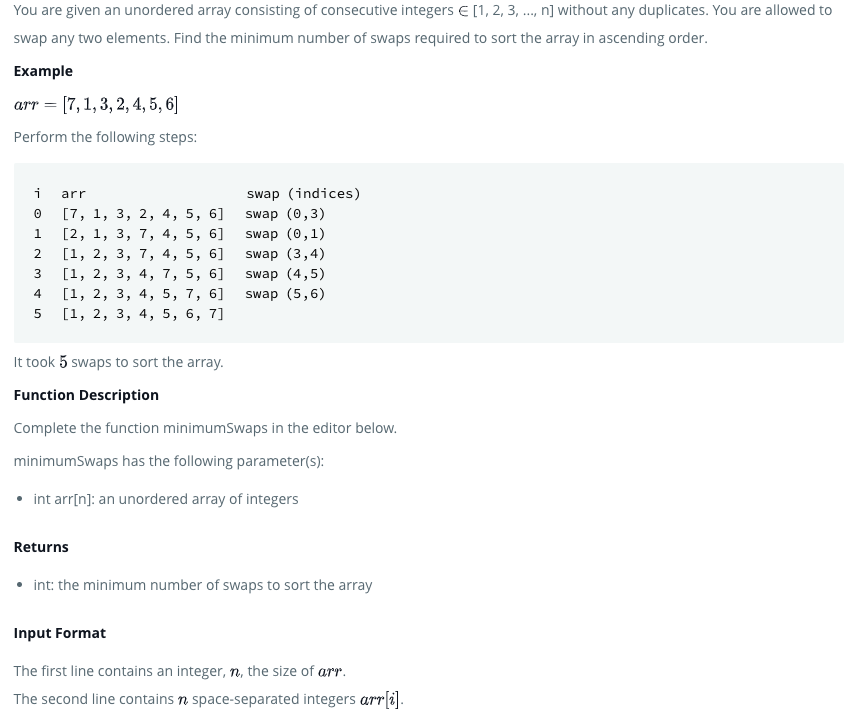 You are given an unordered array consisting of consecutive integers ∈ [1, 2, 3, ..., n] without any duplicates. You are allowed to
swap any two elements. Find the minimum number of swaps required to sort the array in ascending order.
Example
arr = [7, 1, 3, 2, 4, 5, 6]
Perform the following steps:
i arr swap (indices)
0 [7, 1, 3, 2, 4, 5, 6] swap (0,3)
1 [2, 1, 3, 7, 4, 5, 6] swap (0,1)
2 [1, 2, 3, 7, 4, 5, 6] swap (3,4)
3 [1, 2, 3, 4, 7, 5, 6] swap (4,5)
4 [1, 2, 3, 4, 5, 7, 6] swap (5,6)
5 [1, 2, 3, 4, 5, 6, 7]
It took 5 swaps to sort the array.
Function Description
Complete the function minimumSwaps in the editor below.
minimumSwaps has the following parameter(s):
• int arr[n]: an unordered array of integers
Returns
• int: the minimum number of swaps to sort the array
Input Format
The first line contains an integer, n, the size of arr.
The second line contains n space-separated integers arr[i].